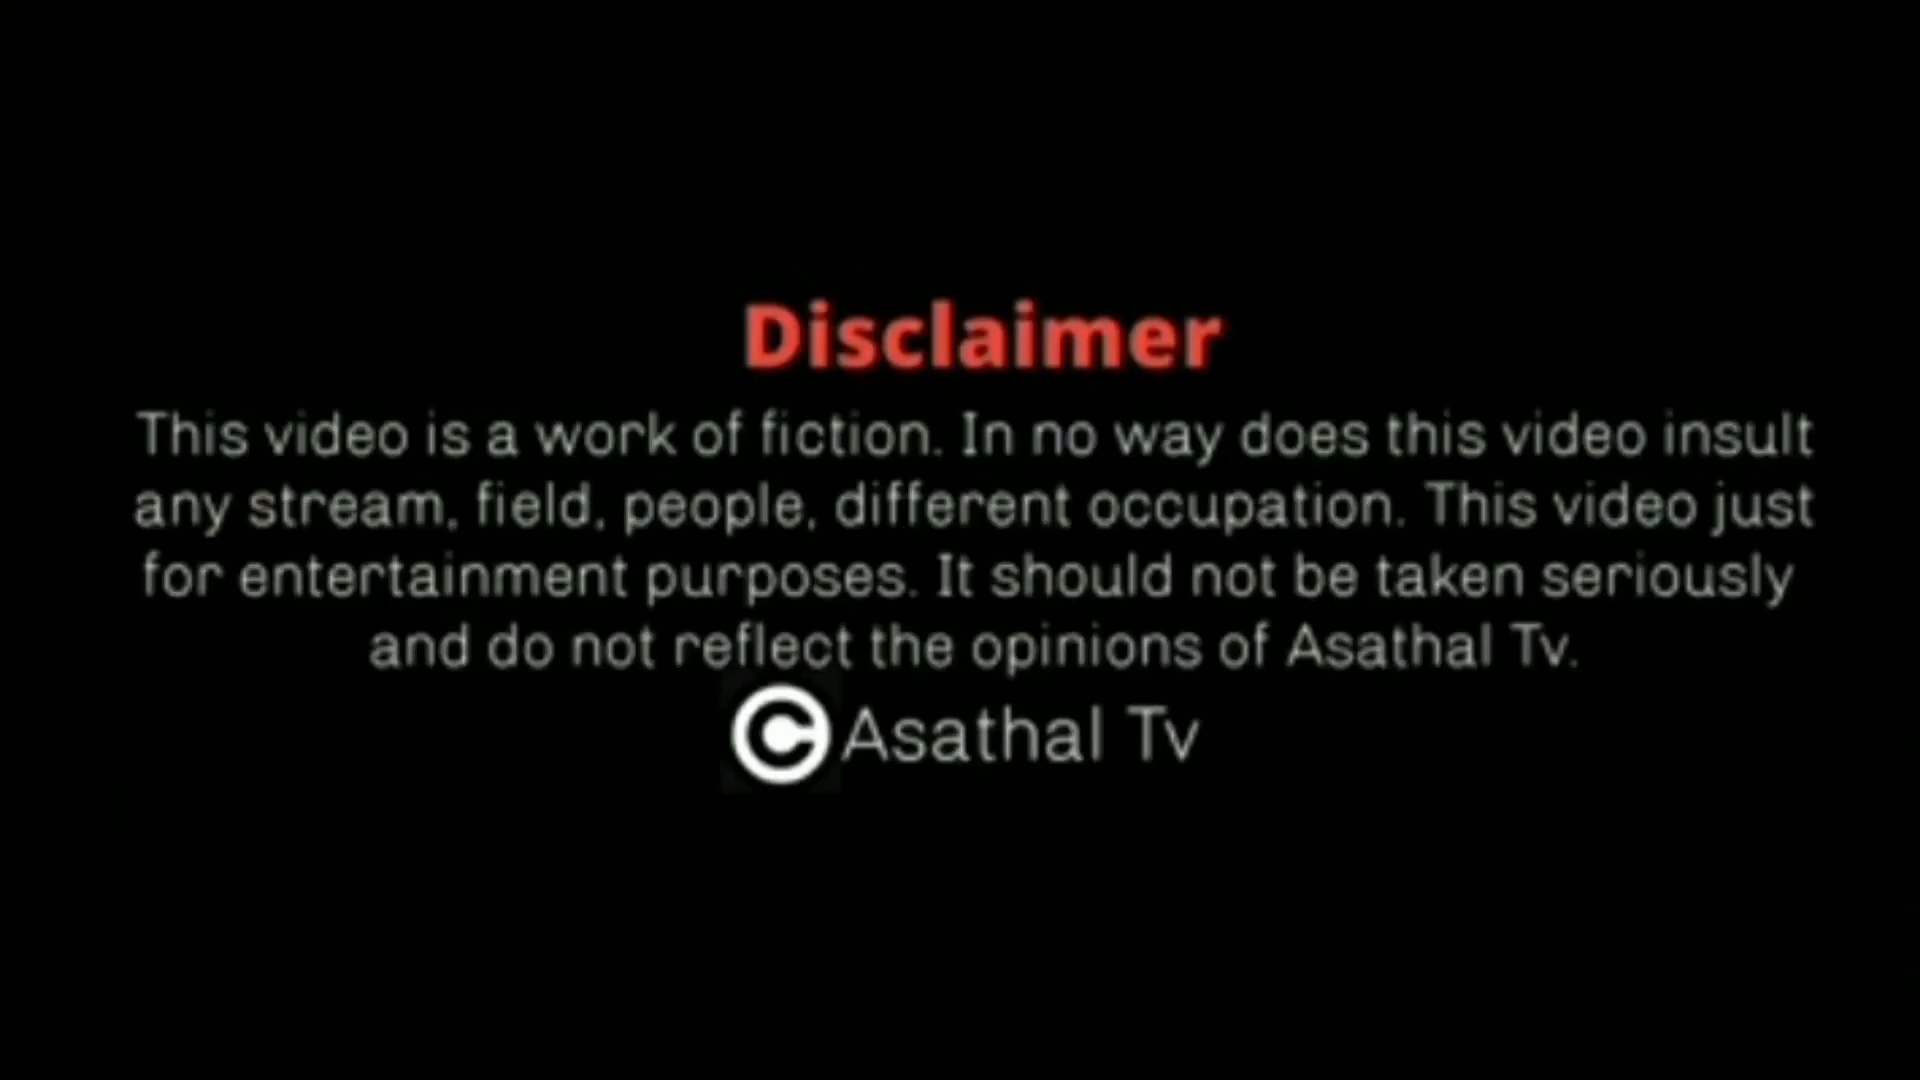 Disclaimer
This video is a work of fiction. In no way does this video insult
any stream, field, people, different occupation. This video just
for entertainment purposes. It should not be taken seriously
and do not reflect the opinions of Asathal Tv.
© Asathal Tv